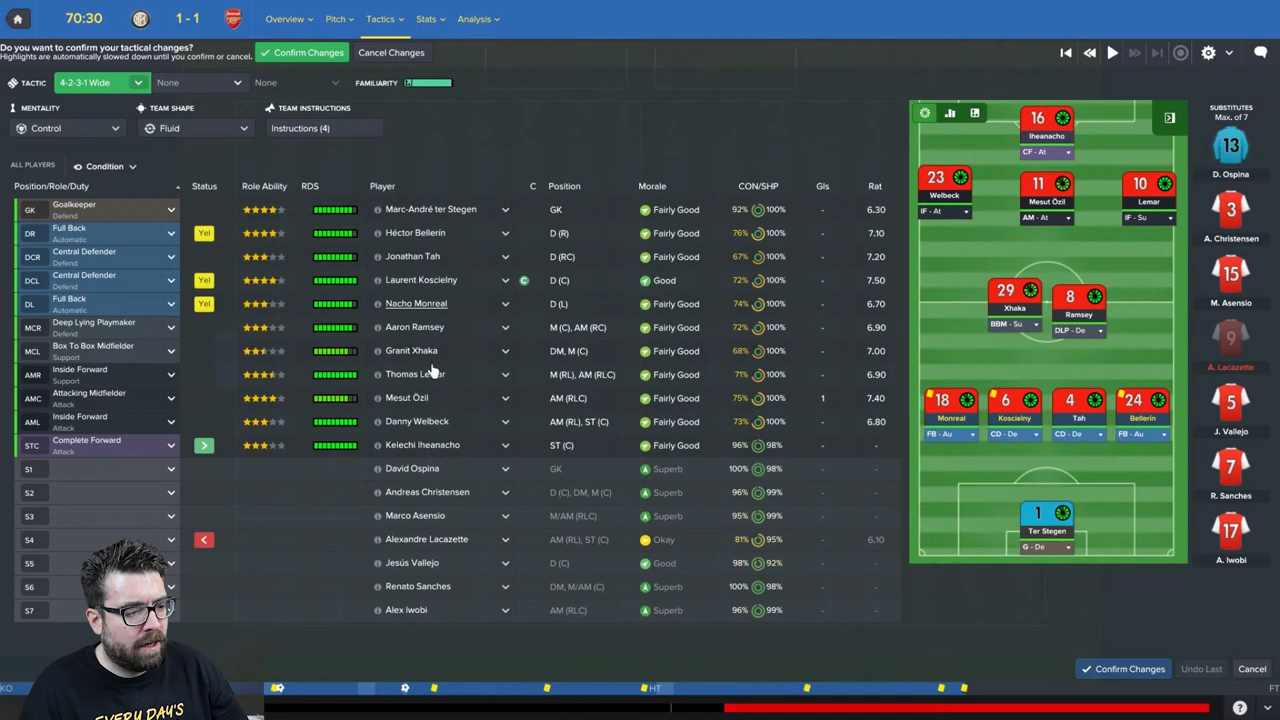 70:30 1 - 1 Overview Pitch Tactics Stats Analysis
Do you want to confirm your tactical changes?
Highlights are automatically slowed down until you confirm or cancel.
Confirm Changes Cancel Changes
TACTIC 4-2-3-1 Wide None None FAMILIARITY
MENTALITY TEAM SHAPE TEAM INSTRUCTIONS
Control Fluid Instructions (4)
ALL PLAYERS Condition
Position/Role/Duty Status Role Ability RDS Player C Position Morale CON/SHP Gls Rat
GK Goalkeeper Defend Marc-André ter Stegen GK Fairly Good 92% 100% - 6.30
DR Full Back Automatic Yel Héctor Bellerín D (R) Fairly Good 76% 100% - 7.10
DCR Central Defender Defend Jonathan Tah D (RC) Fairly Good 67% 100% - 7.20
DCL Central Defender Defend Yel Laurent Koscielny C D (C) Good 72% 100% - 7.50
DL Full Back Automatic Yel Nacho Monreal D (L) Fairly Good 74% 100% - 6.70
MCR Deep Lying Playmaker Defend Aaron Ramsey M (C), AM (RC) Fairly Good 72% 100% - 6.90
MCL Box To Box Midfielder Support Granit Xhaka DM, M (C) Fairly Good 68% 100% - 7.00
AMR Inside Forward Support Thomas M (RL), AM (RLC) Fairly Good 71% 100% - 6.90
AMC Attacking Midfielder Attack Mesut Özil AM (RLC) Fairly Good 75% 100% 1 7.40
AML Inside Forward Attack Danny Welbeck AM (RL), ST (C) Fairly Good 73% 100% - 6.80
STC Complete Forward Attack Kelechi Iheanacho ST (C) Fairly Good 96% 98% - -
S1 David Ospina GK Superb 100% 98% - -
S2 Andreas Christensen D (C), DM, M (C) Superb 96% 99% - -
S3 Marco Asensio M/AM (RLC) Superb 95% 99% - -
S4 Alexandre Lacazette AM (RL), ST (C) Okay 81% 95% - 6.10
S5 Jesús Vallejo D (C) Good 98% 92% - -
S6 Renato Sanches DM, M/AM (C) Superb 100% 98% - -
S7 Alex Iwobi AM (RLC) Superb 96% 99% - -
16
Iheanacho
CF - At
23 11 10
Welbeck Mesut Özil Lemar
IF - At AM - At IF - Su
29 8
Xhaka Ramsey
BBM - Su DLP - De
18 6 4 24
Monreal Koscielny Tah Bellerín
FB - Au CD - De CD - De FB - Au
1
Ter Stegen
G - De
SUBSTITUTES
Max. of 7
13
D. Ospina
3
A. Christensen
15
M. Asensio
9
A. Lacazette
5
J. Vallejo
7
R. Sanches
17
A. Iwobi
Confirm Changes Undo Last Cancel
KO HT FT
EVERY DAY'S